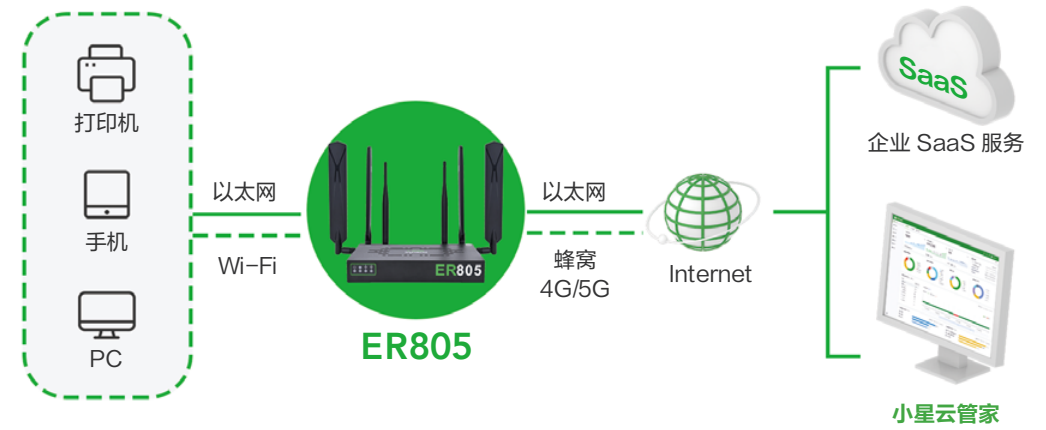 打印机
手机
PC
以太网
Wi-Fi
ER805
ER805
以太网
蜂窝
4G/5G
Internet
SaaS
企业 SaaS 服务
小星云管家